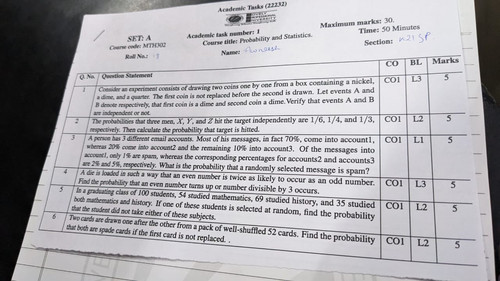 Academic Tasks (22232)
SET: A
Academic task number: 1
Maximum marks: 30.
Course code: MTH302
Course title: Probability and Statistics.
Time: 50 Minutes
Roll No.:
Name:
Section: K21SP
Q. No. Question Statement CO BL Marks
1 Consider an experiment consists of drawing two coins one by one from a box containing a nickel, CO1 L3 5
a dime, and a quarter. The first coin is not replaced before the second is drawn. Let events A and
B denote respectively, that first coin is a dime and second coin a dime. Verify that events A and B
are independent or not.
2 The probabilities that three men, X, Y, and Z hit the target independently are 1/6, 1/4, and 1/3, CO1 L2 5
respectively. Then calculate the probability that target is hitted.
3 A person has 3 different email accounts. Most of his messages, in fact 70%, come into account1, CO1 L1 5
whereas 20% come into account2 and the remaining 10% into account3. Of the messages into
account1, only 1% are spam, whereas the corresponding percentages for accounts2 and accounts3
are 2% and 5%, respectively. What is the probability that a randomly selected message is spam?
4 A die is loaded in such a way that an even number is twice as likely to occur as an odd number. CO1 L3 5
Find the probability that an even number turns up or number divisible by 3 occurs.
5 In a graduating class of 100 students, 54 studied mathematics, 69 studied history, and 35 studied CO1 L2 5
both mathematics and history. If one of these students is selected at random, find the probability
that the student did not take either of these subjects.
6 Two cards are drawn one after the other from a pack of well-shuffled 52 cards. Find the probability CO1 L2 5
that both are spade cards if the first card is not replaced. .